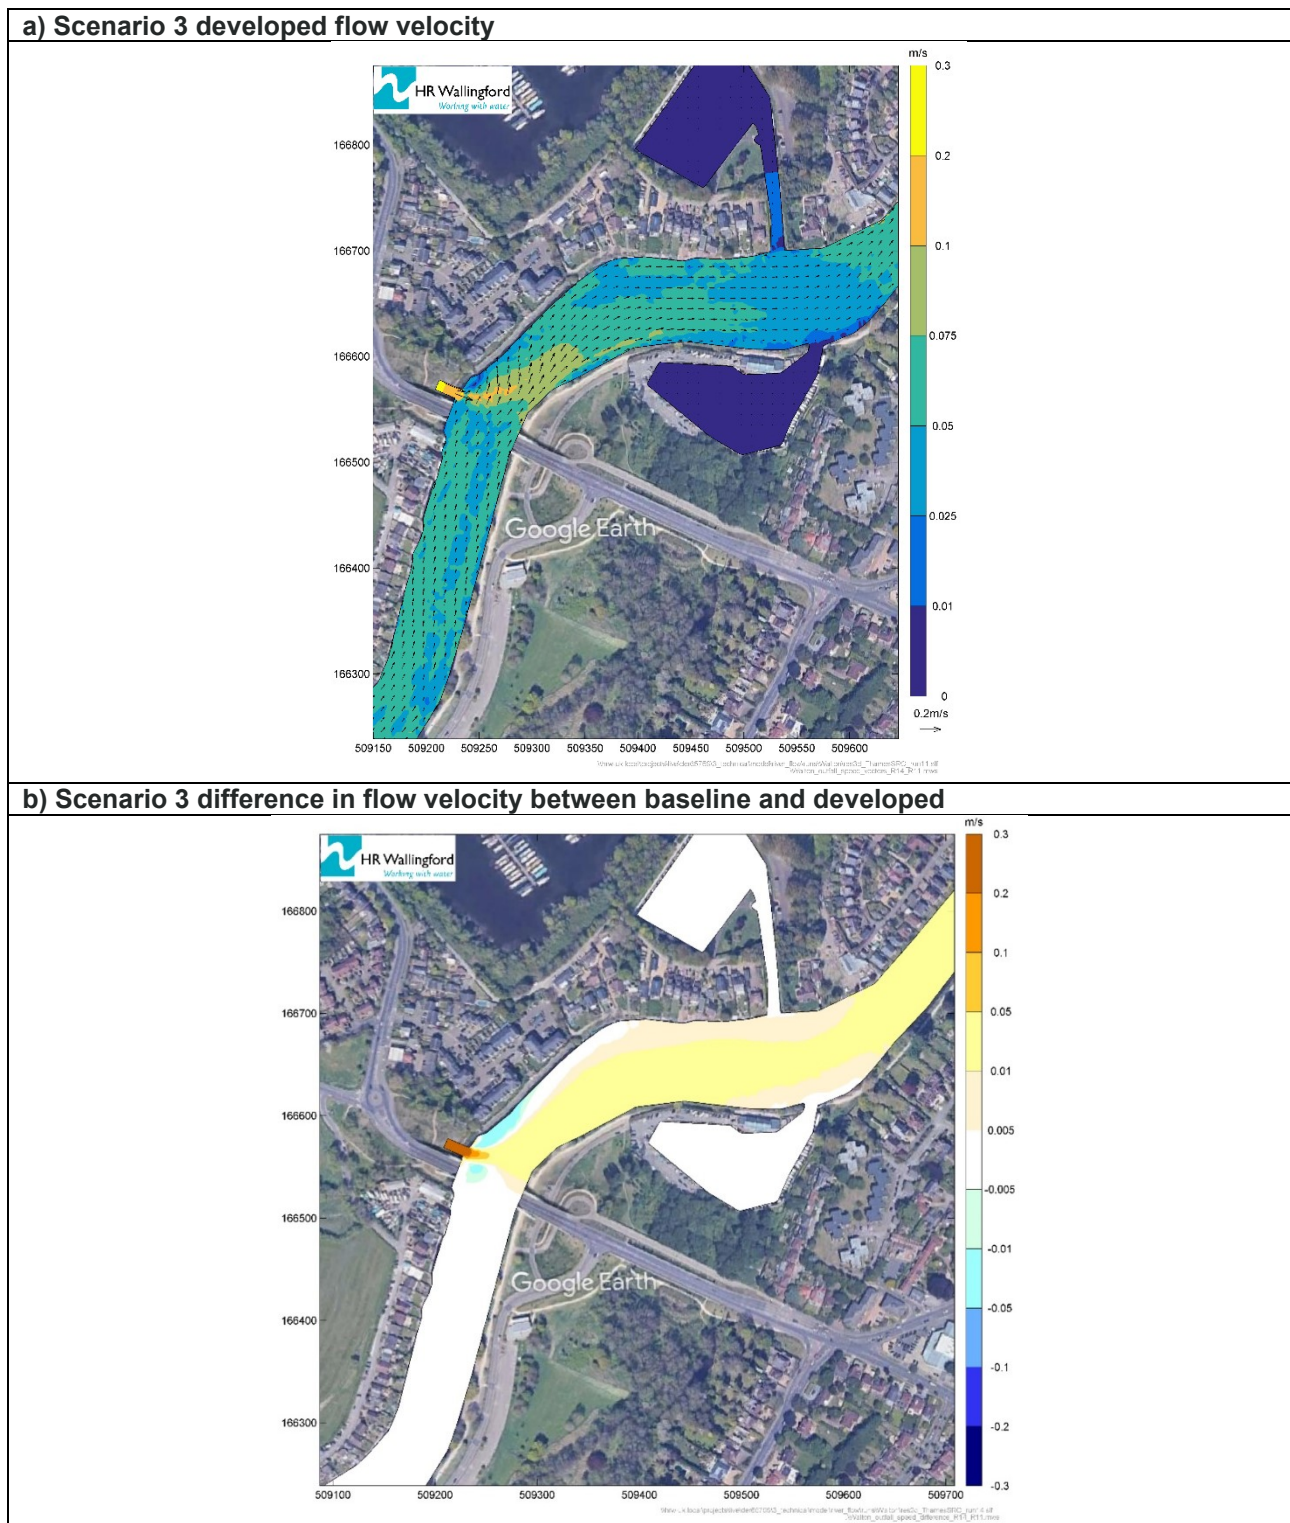 a) Scenario 3 developed flow velocity
m/s
HR Wallingford
Working with water
0.3
166800
0.2
166700
0.1
166600
0.075
0.05
166500
Google Earth
0.025
166400
0.01
166300
0
0.2m/s
509150 509200 509250 509300 509350 509400 509450 509500 509550 509600
b) Scenario 3 difference in flow velocity between baseline and developed
m/s
HR Wallingford
Working with water
0.3
0.2
166800
0.1
166700
0.05
0.01
166600
0.005
-0.005
166500
-0.01
Google Earth
-0.05
166400
-0.1
-0.2
166300
-0.3
509100 509200 509300 509400 509500 509600 509700